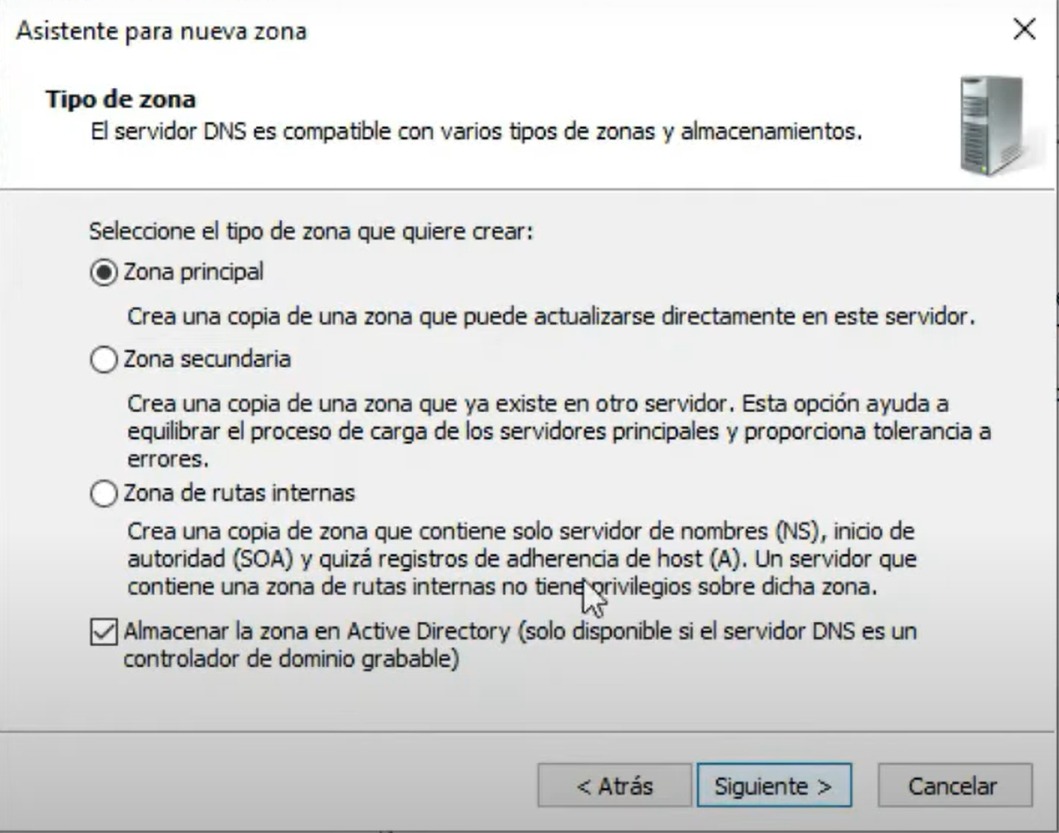 Asistente para nueva zona
Tipo de zona
El servidor DNS es compatible con varios tipos de zonas y almacenamientos.
Seleccione el tipo de zona que quiere crear:
Zona principal
Crea una copia de una zona que puede actualizarse directamente en este servidor.
Zona secundaria
Crea una copia de una zona que ya existe en otro servidor. Esta opción ayuda a
equilibrar el proceso de carga de los servidores principales y proporciona tolerancia a
errores.
Zona de rutas internas
Crea una copia de zona que contiene solo servidor de nombres (NS), inicio de
autoridad (SOA) y quizá registros de adherencia de host (A). Un servidor que
contiene una zona de rutas internas no tiene privilegios sobre dicha zona.
Almacenar la zona en Active Directory (solo disponible si el servidor DNS es un
controlador de dominio grabable)
< Atrás
Siguiente >
Cancelar